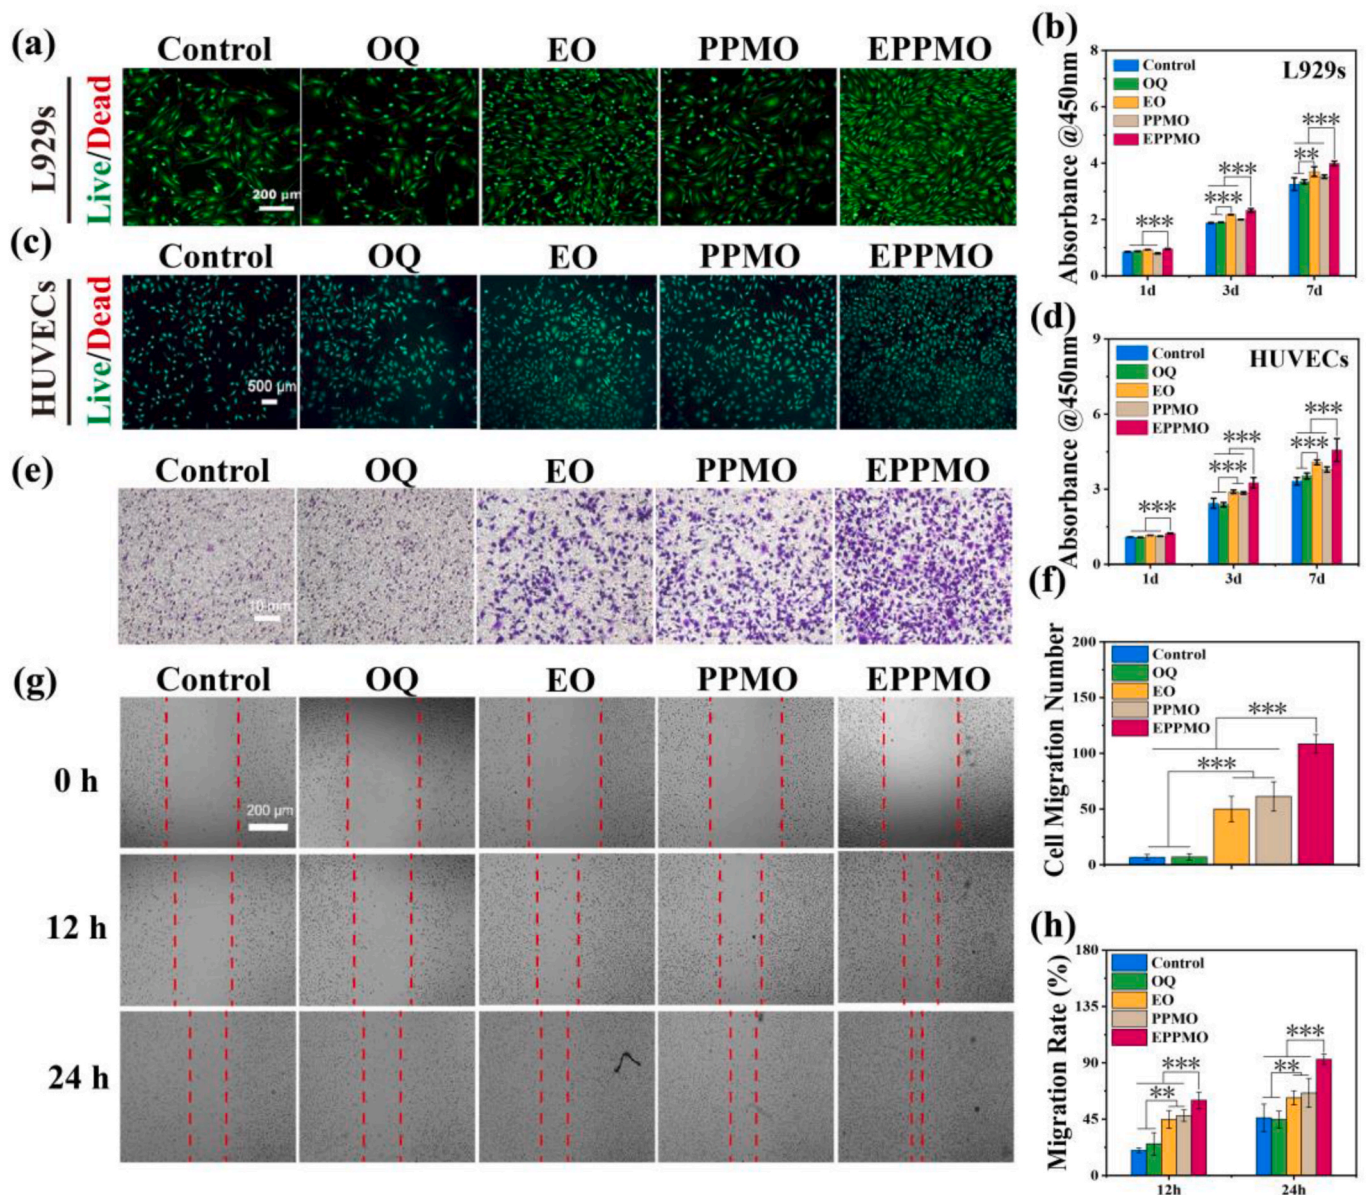 (a)
Control OQ EO PPMO EPPMO
L929s
Live/Dead
200 μm
(b)
Absorbance @450nm
8
6
4
2
0
Control
OQ
EO
PPMO
EPPMO
L929s
***
***
***
**
***
1d 3d 7d
(c)
Control OQ EO PPMO EPPMO
HUVECs
Live/Dead
500 μm
(d)
Absorbance @450nm
9
6
3
0
Control
OQ
EO
PPMO
EPPMO
HUVECs
***
***
***
***
***
1d 3d 7d
(e)
Control OQ EO PPMO EPPMO
10 mm
(f)
Cell Migration Number
200
150
100
50
0
Control
OQ
EO
PPMO
EPPMO
***
***
(g)
Control OQ EO PPMO EPPMO
0 h
200 μm
12 h
24 h
(h)
Migration Rate (%)
180
135
90
45
0
Control
OQ
EO
PPMO
EPPMO
**
***
**
***
12h 24h